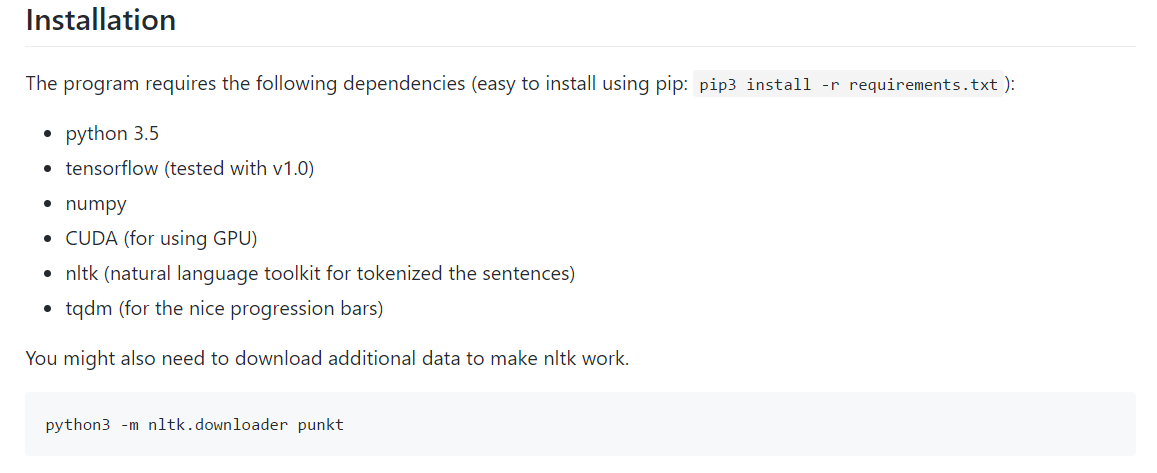 Installation
The program requires the following dependencies (easy to install using pip: pip3 install -r requirements.txt ):
• python 3.5
• tensorflow (tested with v1.0)
• numpy
• CUDA (for using GPU)
• nltk (natural language toolkit for tokenized the sentences)
• tqdm (for the nice progression bars)
You might also need to download additional data to make nltk work.
python3 -m nltk.downloader punkt